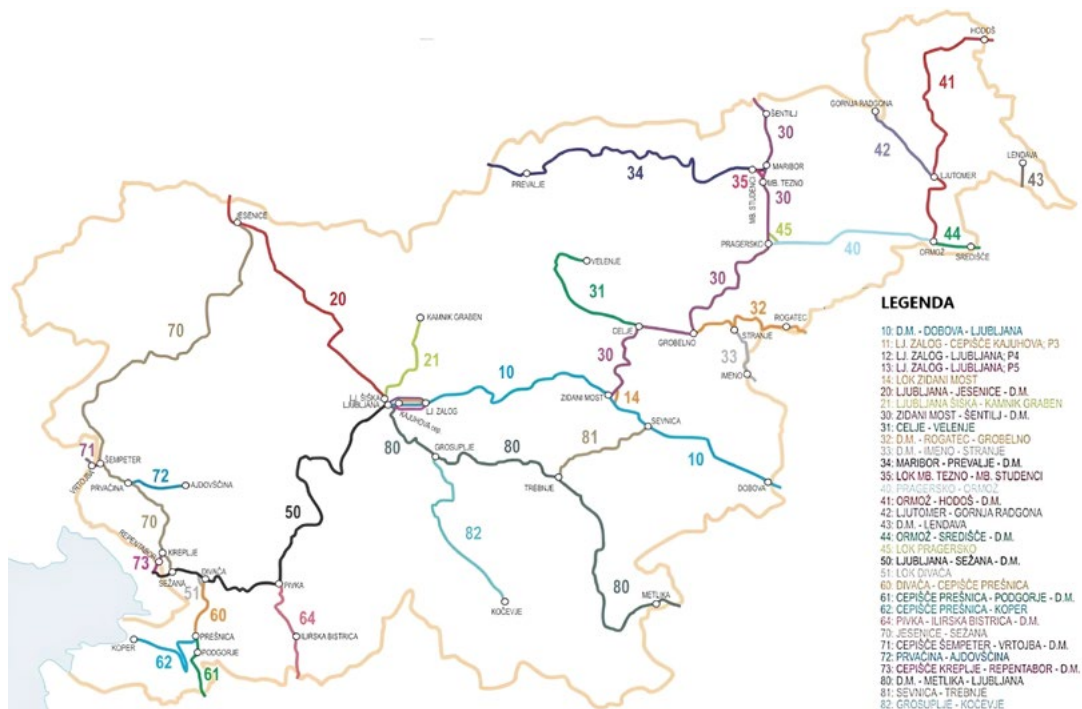 HODOŠ
41
GORNJA RADGONA
ŠENTILJ
30
42
LENDAVA
43
LJUTOMER
PREVALJE
34
35
MARIBOR
MB. TEZNO
MB. STUDENCI
30
45
PRAGERSKO
40
ORMOŽ
44
SREDIŠČE
JESENICE
20
70
VELENJE
31
30
KAMNIK GRABEN
21
CELJE
GROBELNO
32
ROGATEC
STRANJE
33
IMENO
30
10
LJ. ŠIŠKA
LJUBLJANA
KAJUHOVA cep.
LJ. ZALOG
ZIDANI MOST
14
SEVNICA
81
10
DOBOVA
80
GROSUPLJE
80
TREBNJE
71
VRTOJBA
ŠEMPETER
PRVAČINA
72
AJDOVŠČINA
50
82
70
REPENTABOR
KREPLJE
73
SEŽANA
DIVAČA
51
PIVKA
60
64
KOČEVJE
80
METLIKA
KOPER
PREŠNICA
62
PODGORJE
61
ILIRSKA BISTRICA
LEGENDA
10: D.M. - DOBOVA - LJUBLJANA
11: LJ. ZALOG - CEPIŠČE KAJUHOVA; P3
12: LJ. ZALOG - LJUBLJANA; P4
13: LJ. ZALOG - LJUBLJANA; P5
14: LOK ZIDANI MOST
20: LJUBLJANA - JESENICE - D.M.
21: LJUBLJANA ŠIŠKA - KAMNIK GRABEN
30: ZIDANI MOST - ŠENTILJ - D.M.
31: CELJE - VELENJE
32: D.M. - ROGATEC - GROBELNO
33: D.M. - IMENO - STRANJE
34: MARIBOR - PREVALJE - D.M.
35: LOK MB. TEZNO - MB. STUDENCI
40: PRAGERSKO - ORMOŽ
41: ORMOŽ - HODOŠ - D.M.
42: LJUTOMER - GORNJA RADGONA
43: D.M. - LENDAVA
44: ORMOŽ - SREDIŠČE - D.M.
45: LOK PRAGERSKO
50: LJUBLJANA - SEŽANA - D.M.
51: LOK DIVAČA
60: DIVAČA - CEPIŠČE PREŠNICA
61: CEPIŠČE PREŠNICA - PODGORJE - D.M.
62: CEPIŠČE PREŠNICA - KOPER
64: PIVKA - ILIRSKA BISTRICA - D.M.
70: JESENICE - SEŽANA
71: CEPIŠČE ŠEMPETER - VRTOJBA - D.M.
72: PRVAČINA - AJDOVŠČINA
73: CEPIŠČE KREPLJE - REPENTABOR - D.M.
80: D.M. - METLIKA - LJUBLJANA
81: SEVNICA - TREBNJE
82: GROSUPLJE - KOČEVJE